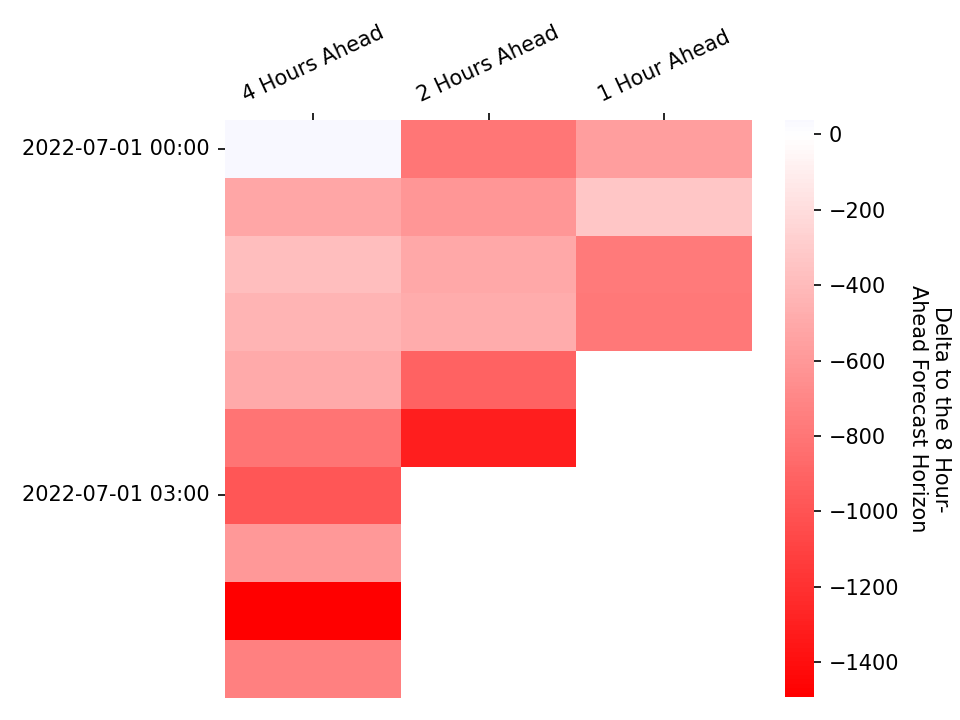 4 Hours Ahead
2 Hours Ahead
1 Hour Ahead
2022-07-01 00:00
2022-07-01 03:00
0
−200
−400
−600
−800
−1000
−1200
−1400
Delta to the 8 Hour-
Ahead Forecast Horizon